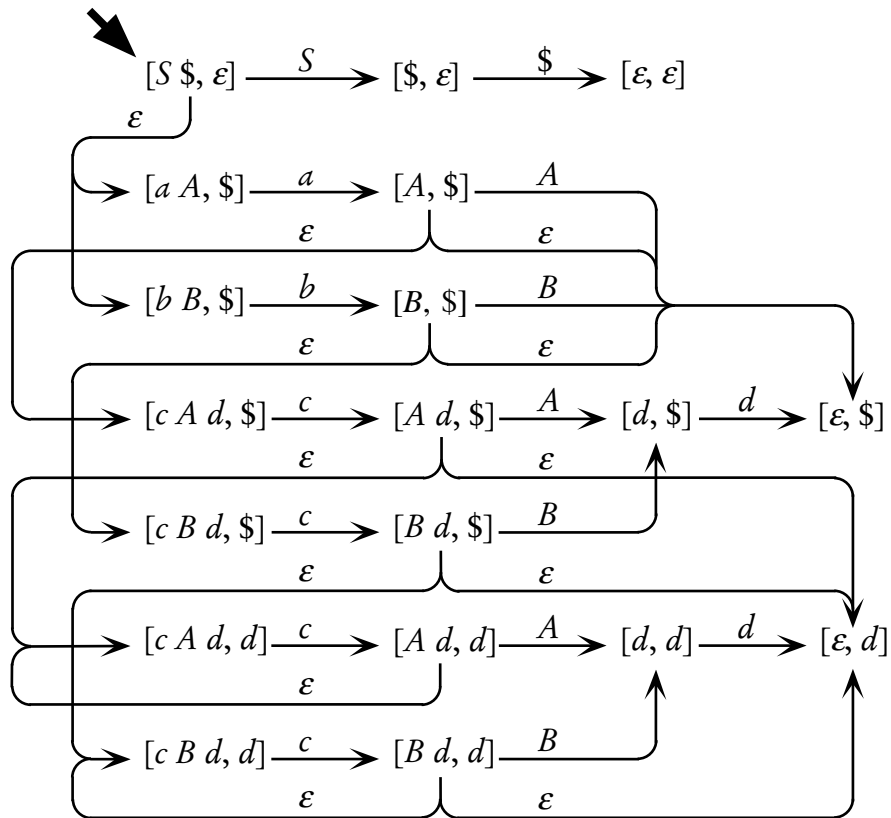 [S $, ε] S [$, ε] $ [ε, ε]
ε
[a A, $] a [A, $] A
ε ε
[b B, $] b [B, $] B
ε ε
[c A d, $] c [A d, $] A [d, $] d [ε, $]
ε ε
[c B d, $] c [B d, $] B
ε ε
[c A d, d] c [A d, d] A [d, d] d [ε, d]
ε
[c B d, d] c [B d, d] B
ε ε